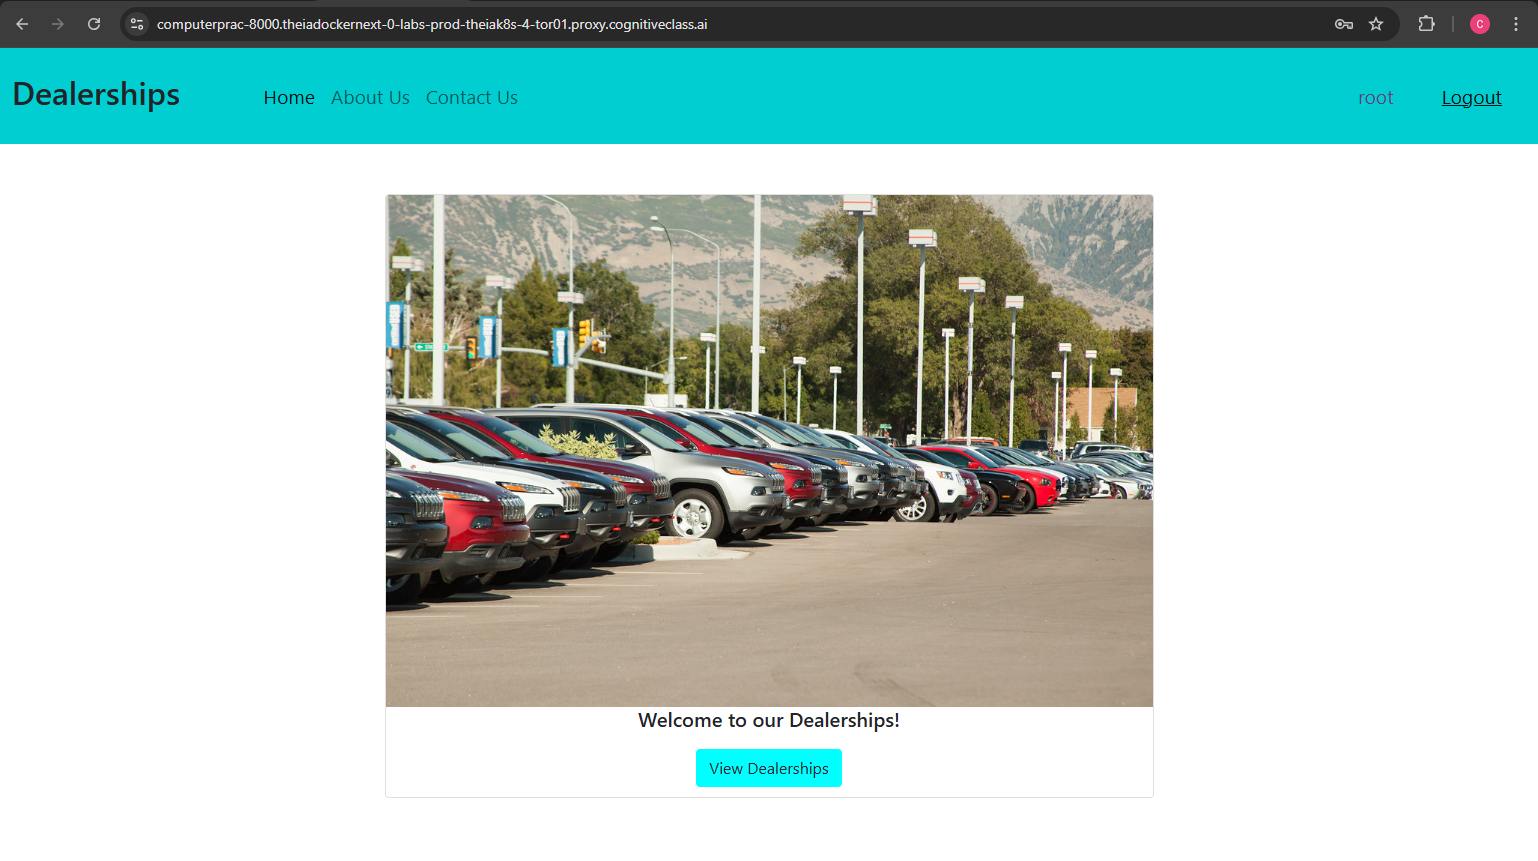 computerprac-8000.theiadockernext-0-labs-prod-theiak8s-4-tor01.proxy.cognitiveclass.ai
C
Dealerships
Home About Us Contact Us
root Logout
Welcome to our Dealerships!
View Dealerships